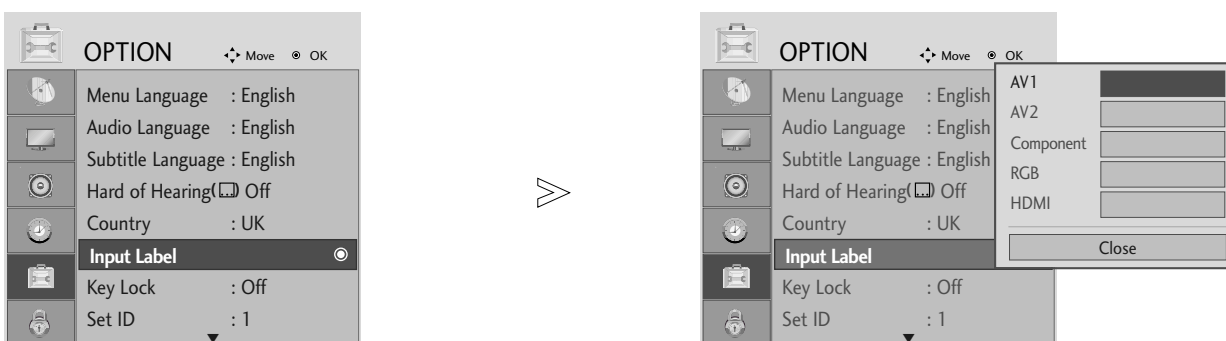 OPTION Move OK
Menu Language : English
Audio Language : English
Subtitle Language : English
Hard of Hearing( ) Off
Country : UK
Input Label
Key Lock : Off
Set ID : 1
OPTION Move OK
Menu Language : English
Audio Language : English
Subtitle Language : English
Hard of Hearing( ) Off
Country : UK
Input Label
Key Lock : Off
Set ID : 1
AV1
AV2
Component
RGB
HDMI
Close